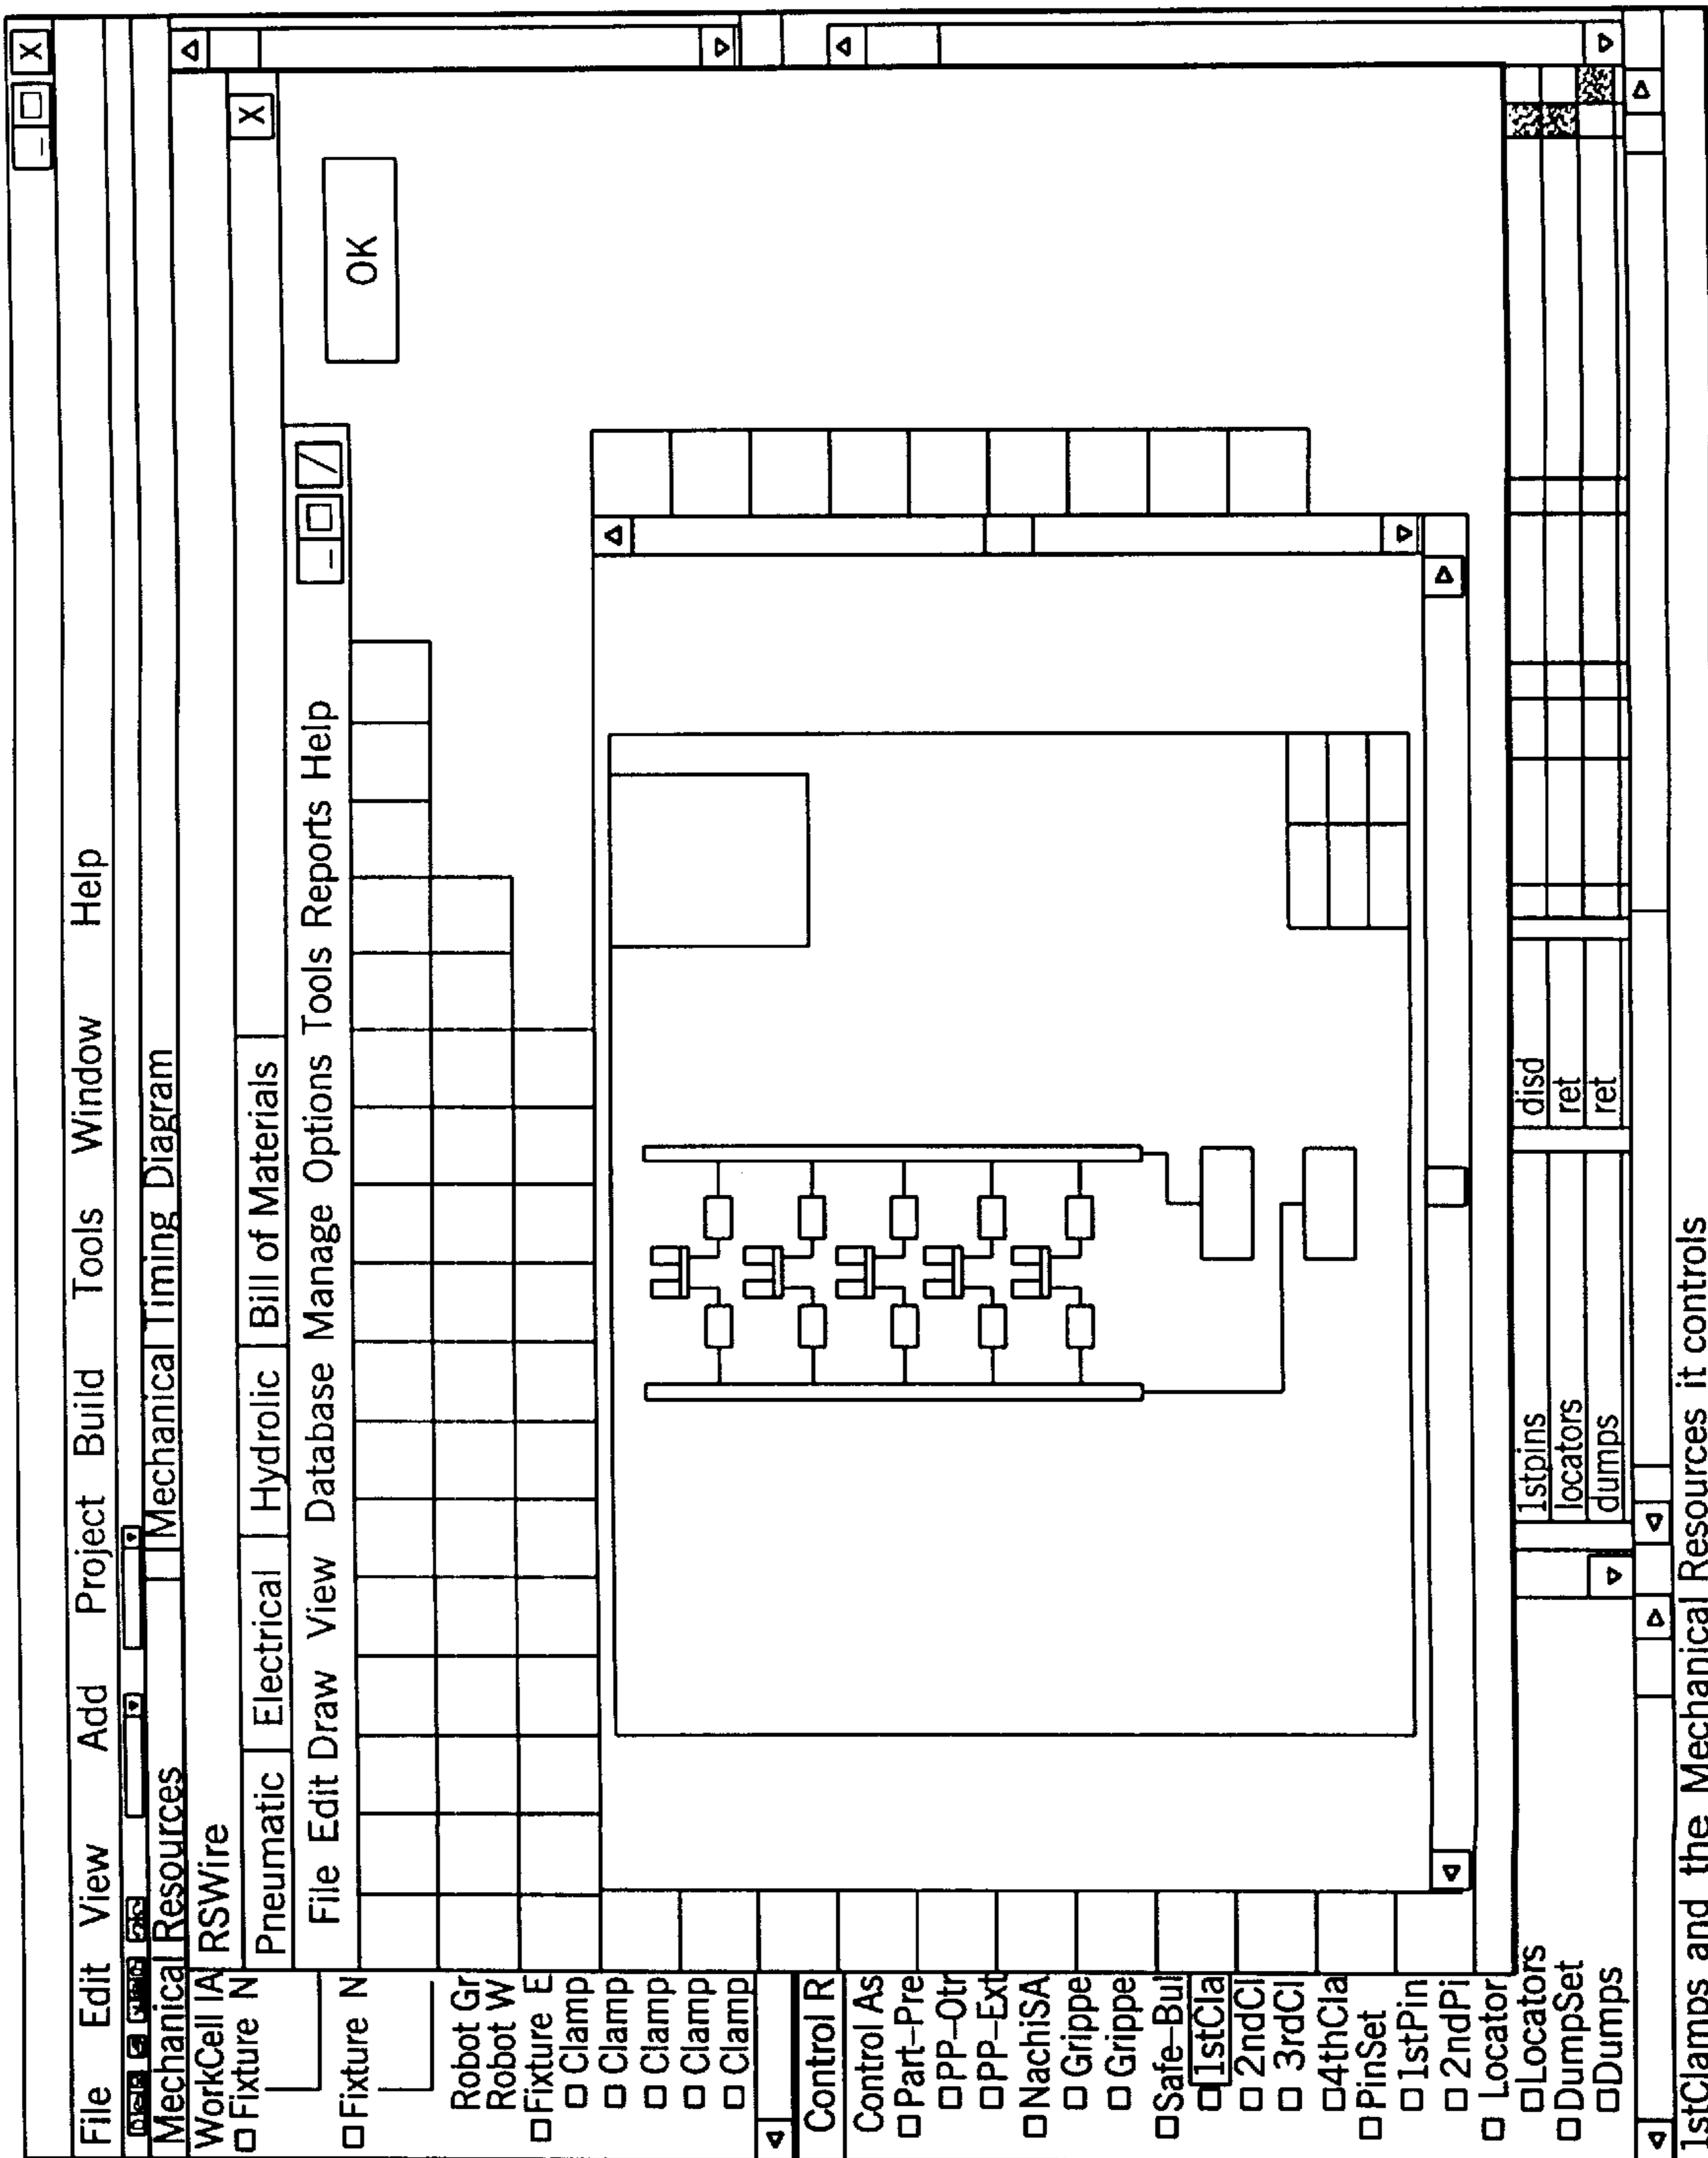 X
File Edit View Add Project Build Tools Window Help
Mechanical Resources
Mechanical Timing Diagram
WorkCell IA
RSWire
Fixture N
X
Pneumatic
Electrical
Hydrolic
Bill of Materials
OK
File Edit Draw View Database Manage Options Tools Reports Help
Fixture N
Robot Gr
Robot W
Fixture E
Clamp
Clamp
Clamp
Clamp
Clamp
Control R
Control As
Part-Pre
PP-Otr
PP-Ext
NachiSA
Grippe
Grippe
Safe-Bul
1stCla
2ndCl
3rdCl
4thCla
PinSet
1stPin
2ndPi
Locator
Locators
DumpSet
Dumps
1stpins disd
locators ret
dumps ret
1stClamps and the Mechanical Resources it controls